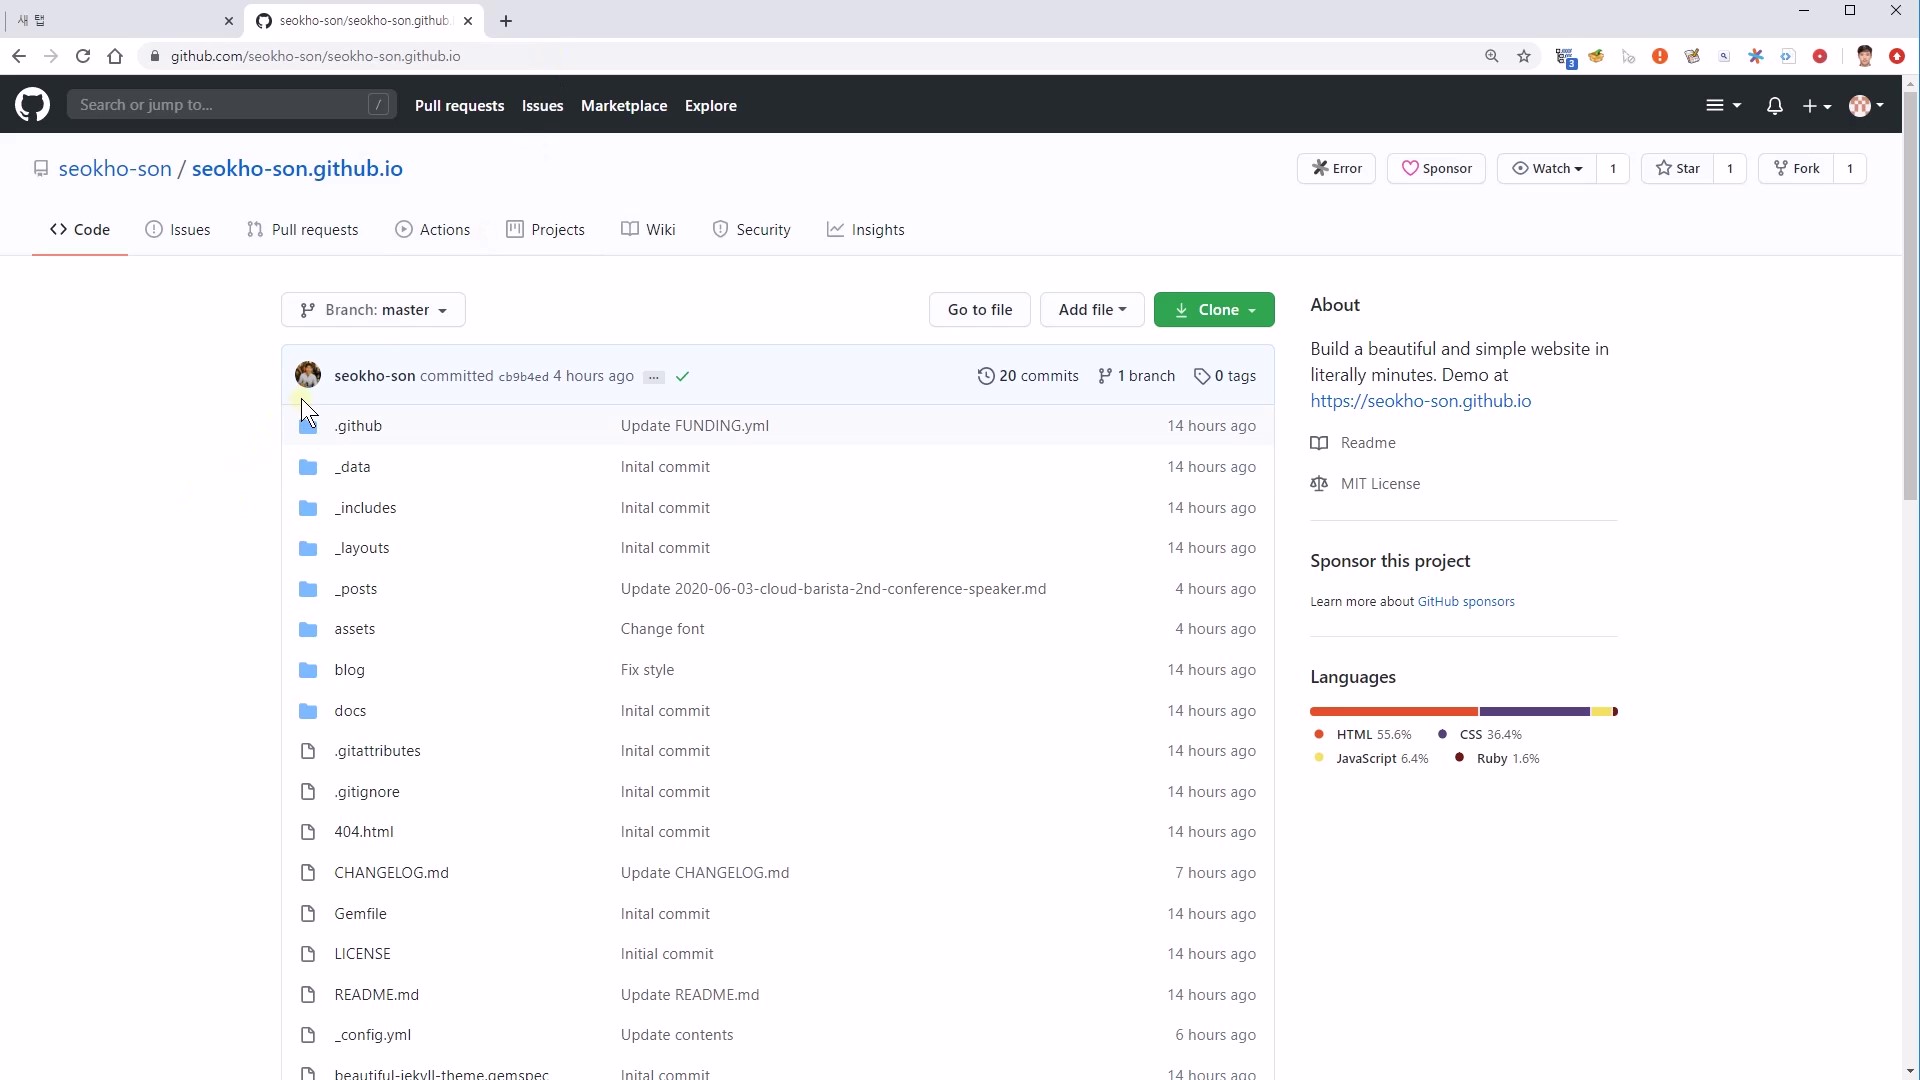 새 탭
seokho-son/seokho-son.github.
github.com/seokho-son/seokho-son.github.io
3
Search or jump to... /
Pull requests Issues Marketplace Explore
seokho-son / seokho-son.github.io
Error Sponsor Watch 1 Star 1 Fork 1
Code Issues Pull requests Actions Projects Wiki Security Insights
Branch: master Go to file Add file Clone
seokho-son committed cb9b4ed 4 hours ago ... 20 commits 1 branch 0 tags
.github Update FUNDING.yml 14 hours ago
_data Inital commit 14 hours ago
_includes Inital commit 14 hours ago
_layouts Inital commit 14 hours ago
_posts Update 2020-06-03-cloud-barista-2nd-conference-speaker.md 4 hours ago
assets Change font 4 hours ago
blog Fix style 14 hours ago
docs Inital commit 14 hours ago
.gitattributes Inital commit 14 hours ago
.gitignore Inital commit 14 hours ago
404.html Inital commit 14 hours ago
CHANGELOG.md Update CHANGELOG.md 7 hours ago
Gemfile Inital commit 14 hours ago
LICENSE Initial commit 14 hours ago
README.md Update README.md 14 hours ago
_config.yml Update contents 6 hours ago
beautiful-jekyll-theme.gemspec Inital commit 14 hours ago
About
Build a beautiful and simple website in
literally minutes. Demo at
https://seokho-son.github.io
Readme
MIT License
Sponsor this project
Learn more about GitHub sponsors
Languages
HTML 55.6% CSS 36.4%
JavaScript 6.4% Ruby 1.6%